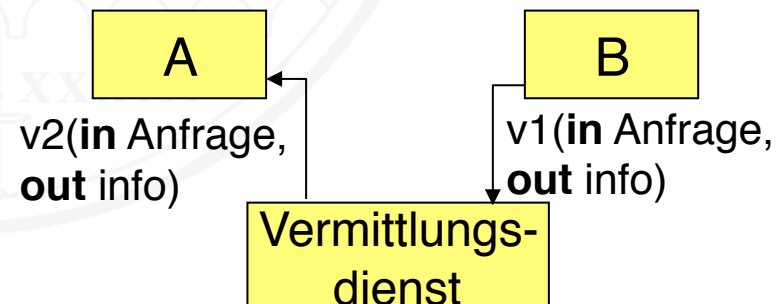 A
B
v2(in Anfrage,
out info)
v1(in Anfrage,
out info)
Vermittlungs-
dienst